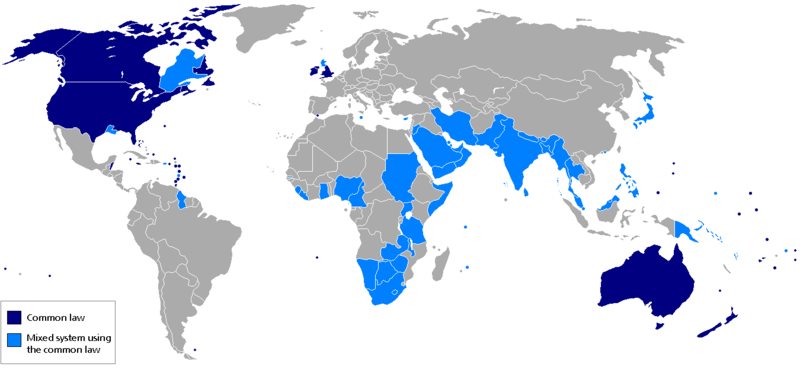 Common law
Mixed system using
the common law